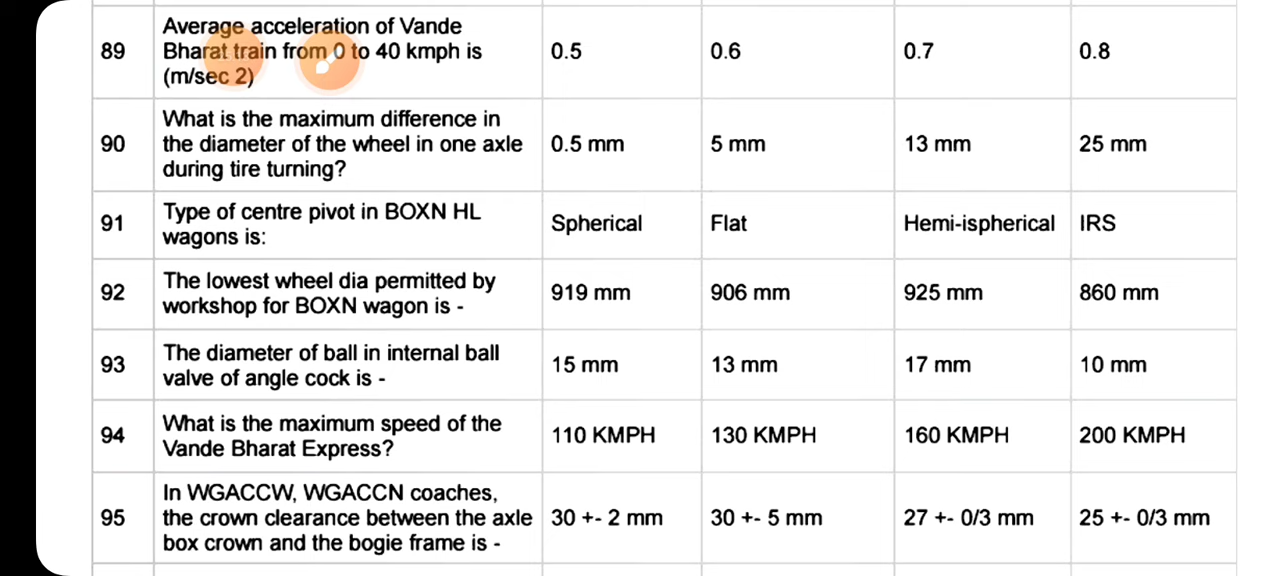 89 Average acceleration of Vande Bharat train from 0 to 40 kmph is (m/sec 2) 0.5 0.6 0.7 0.8
90 What is the maximum difference in the diameter of the wheel in one axle during tire turning? 0.5 mm 5 mm 13 mm 25 mm
91 Type of centre pivot in BOXN HL wagons is: Spherical Flat Hemi-ispherical IRS
92 The lowest wheel dia permitted by workshop for BOXN wagon is - 919 mm 906 mm 925 mm 860 mm
93 The diameter of ball in internal ball valve of angle cock is - 15 mm 13 mm 17 mm 10 mm
94 What is the maximum speed of the Vande Bharat Express? 110 KMPH 130 KMPH 160 KMPH 200 KMPH
95 In WGACCW, WGACCN coaches, the crown clearance between the axle box crown and the bogie frame is - 30 +- 2 mm 30 +- 5 mm 27 +- 0/3 mm 25 +- 0/3 mm